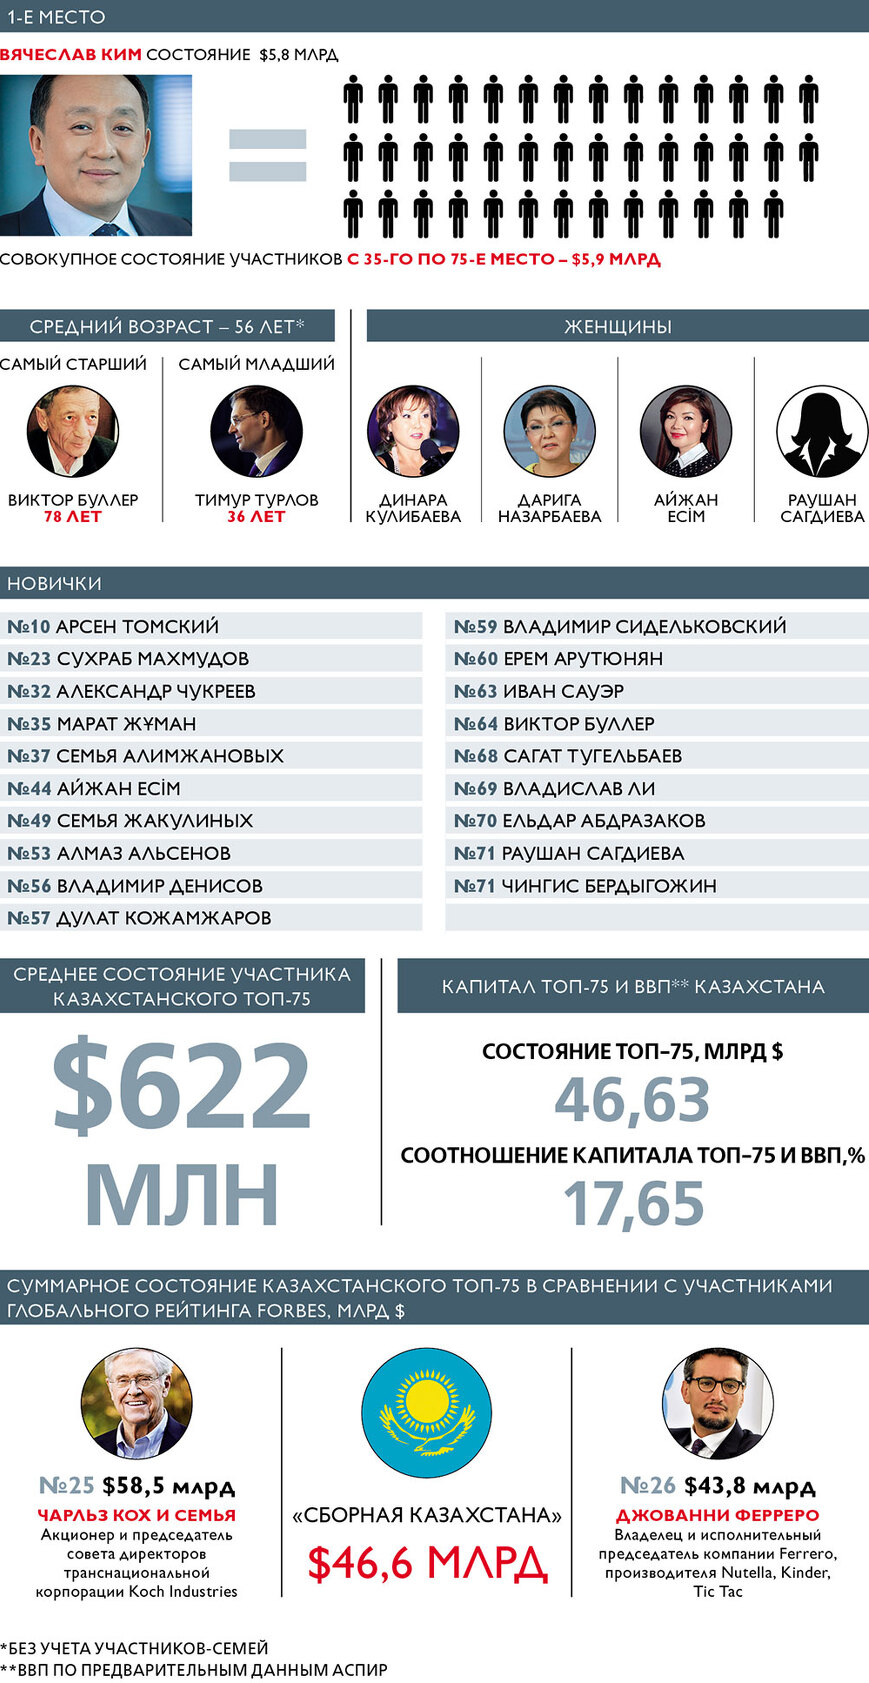 1-Е МЕСТО
ВЯЧЕСЛАВ КИМ СОСТОЯНИЕ $5,8 МЛРД
СОВОКУПНОЕ СОСТОЯНИЕ УЧАСТНИКОВ С 35-ГО ПО 75-Е МЕСТО – $5,9 МЛРД
СРЕДНИЙ ВОЗРАСТ – 56 ЛЕТ*
САМЫЙ СТАРШИЙ
САМЫЙ МЛАДШИЙ
ВИКТОР БУЛЛЕР
78 ЛЕТ
ТИМУР ТУРЛОВ
36 ЛЕТ
ЖЕНЩИНЫ
ДИНАРА
КУЛИБАЕВА
ДАРИГА
НАЗАРБАЕВА
АЙЖАН
ЕСІМ
РАУШАН
САГДИЕВА
НОВИЧКИ
№10 АРСЕН ТОМСКИЙ
№23 СУХРАБ МАХМУДОВ
№32 АЛЕКСАНДР ЧУКРЕЕВ
№35 МАРАТ ЖҰМАН
№37 СЕМЬЯ АЛИМЖАНОВЫХ
№44 АЙЖАН ЕСІМ
№49 СЕМЬЯ ЖАКУЛИНЫХ
№53 АЛМАЗ АЛЬСЕНОВ
№56 ВЛАДИМИР ДЕНИСОВ
№57 ДУЛАТ КОЖАМЖАРОВ
№59 ВЛАДИМИР СИДЕЛЬКОВСКИЙ
№60 ЕРЕМ АРУТЮНЯН
№63 ИВАН САУЭР
№64 ВИКТОР БУЛЛЕР
№68 САГАТ ТУГЕЛЬБАЕВ
№69 ВЛАДИСЛАВ ЛИ
№70 ЕЛЬДАР АБДРАЗАКОВ
№71 РАУШАН САГДИЕВА
№71 ЧИНГИС БЕРДЫГОЖИН
СРЕДНЕЕ СОСТОЯНИЕ УЧАСТНИКА
КАЗАХСТАНСКОГО ТОП-75
$622
МЛН
КАПИТАЛ ТОП-75 И ВВП** КАЗАХСТАНА
СОСТОЯНИЕ ТОП-75, МЛРД $
46,63
СООТНОШЕНИЕ КАПИТАЛА ТОП-75 И ВВП,%
17,65
СУММАРНОЕ СОСТОЯНИЕ КАЗАХСТАНСКОГО ТОП-75 В СРАВНЕНИИ С УЧАСТНИКАМИ
ГЛОБАЛЬНОГО РЕЙТИНГА FORBES, МЛРД $
№25 $58,5 млрд
ЧАРЛЬЗ КОХ И СЕМЬЯ
Акционер и председатель
совета директоров
транснациональной
корпорации Koch Industries
«СБОРНАЯ КАЗАХСТАНА»
$46,6 МЛРД
№26 $43,8 млрд
ДЖОВАННИ ФЕРРЕРО
Владелец и исполнительный
председатель компании Ferrero,
производителя Nutella, Kinder,
Tic Tac
*БЕЗ УЧЕТА УЧАСТНИКОВ-СЕМЕЙ
**ВВП ПО ПРЕДВАРИТЕЛЬНЫМ ДАННЫМ АСПИР